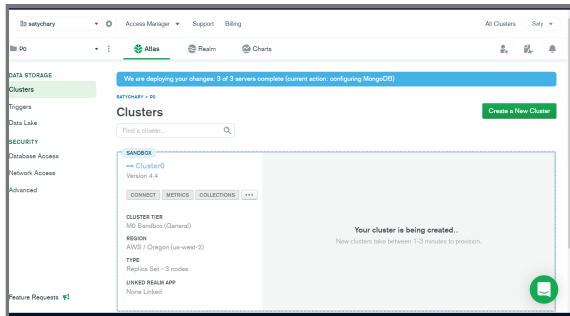 satychary
Access Manager
Support
Billing
All Clusters
Saty
P0
Atlas
Realm
Charts
DATA STORAGE
Clusters
Triggers
Data Lake
SECURITY
Database Access
Network Access
Advanced
Feature Requests
We are deploying your changes: 3 of 3 servers complete (current action: configuring MongoDB)
SATYCHARY > P0
Clusters
Create a New Cluster
Find a cluster...
SANDBOX
Cluster0
Version 4.4
CONNECT METRICS COLLECTIONS ...
CLUSTER TIER
M0 Sandbox (General)
REGION
AWS / Oregon (us-west-2)
TYPE
Replica Set - 3 nodes
LINKED REALM APP
None Linked
Your cluster is being created...
New clusters take between 1-3 minutes to provision.